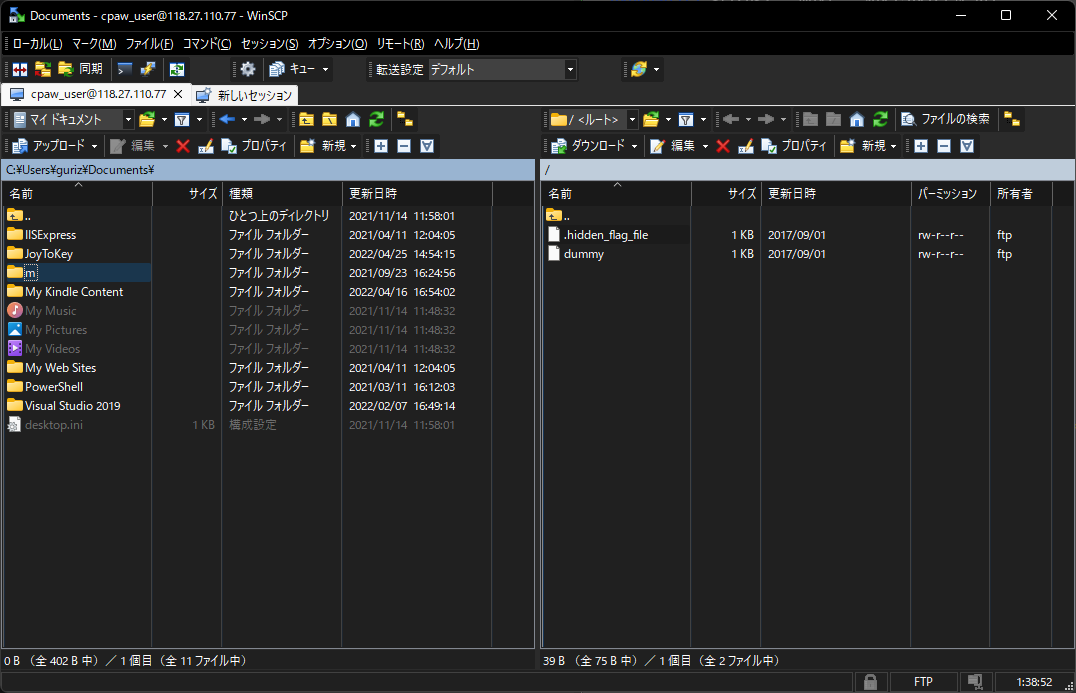 Documents - cpaw_user@118.27.110.77 - WinSCP
ローカル(L) マーク(M) ファイル(F) コマンド(C) セッション(S) オプション(O) リモート(R) ヘルプ(H)
同期 キュー 転送設定 デフォルト
cpaw_user@118.27.110.77 × 新しいセッション
マイ ドキュメント / <ルート> ファイルの検索
アップロード 編集 プロパティ 新規 ダウンロード 編集 プロパティ 新規
C:¥Users¥guriz¥Documents¥ /
名前 サイズ 種類 更新日時 名前 サイズ 更新日時 パーミッション 所有者
.. ひとつ上のディレクトリ 2021/11/14 11:58:01 ..
IISExpress ファイル フォルダー 2021/04/11 12:04:05 .hidden_flag_file 1 KB 2017/09/01 rw-r--r-- ftp
JoyToKey ファイル フォルダー 2022/04/25 14:54:15 dummy 1 KB 2017/09/01 rw-r--r-- ftp
m ファイル フォルダー 2021/09/23 16:24:56
My Kindle Content ファイル フォルダー 2022/04/16 16:54:02
My Music ファイル フォルダー 2021/11/14 11:48:32
My Pictures ファイル フォルダー 2021/11/14 11:48:32
My Videos ファイル フォルダー 2021/11/14 11:48:32
My Web Sites ファイル フォルダー 2021/04/11 12:04:05
PowerShell ファイル フォルダー 2021/03/11 16:12:03
Visual Studio 2019 ファイル フォルダー 2022/02/07 16:49:14
desktop.ini 1 KB 構成設定 2021/11/14 11:58:01
0 B （全 402 B 中） ／ 1 個目 （全 11 ファイル中） 39 B （全 75 B 中） ／ 1 個目 （全 2 ファイル中）
FTP 1:38:52